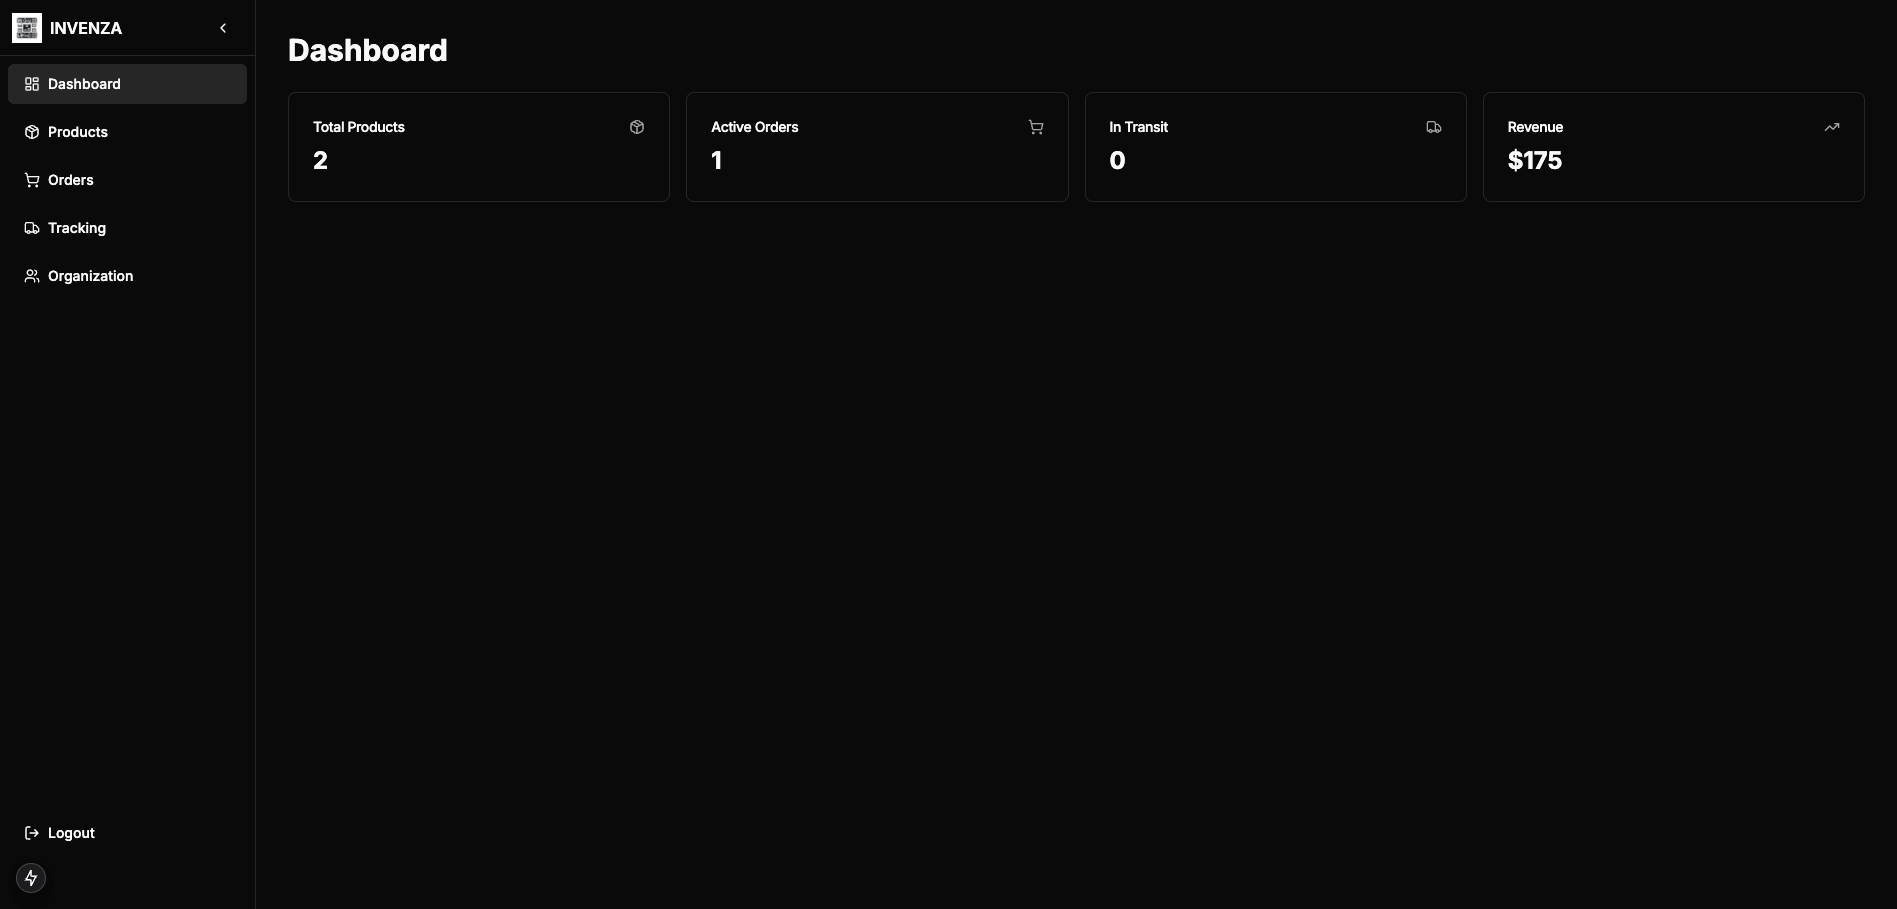 INVENZA
Dashboard
Products
Orders
Tracking
Organization
Logout
Dashboard
Total Products
2
Active Orders
1
In Transit
0
Revenue
$175